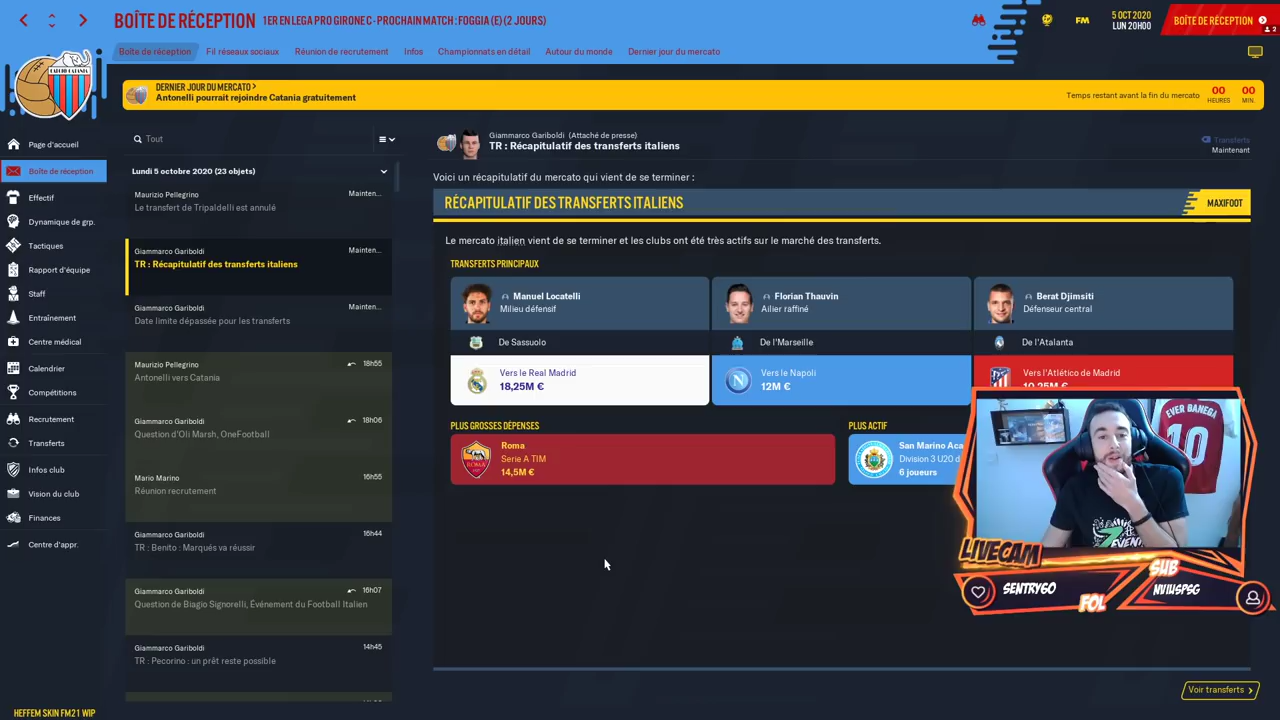 BOÎTE DE RÉCEPTION
1ER EN LEGA PRO GIRONE C - PROCHAIN MATCH : FOGGIA (E) (2 JOURS)
FM
5 OCT 2020
LUN 20H00
BOÎTE DE RÉCEPTION
2
Boîte de réception
Fil réseaux sociaux
Réunion de recrutement
Infos
Championnats en détail
Autour du monde
Dernier jour du mercato
CALCIO CATANIA
DERNIER JOUR DU MERCATO >
Antonelli pourrait rejoindre Catania gratuitement
Temps restant avant la fin du mercato
00
HEURES
00
MIN.
Page d'accueil
Boîte de réception
Effectif
Dynamique de grp.
Tactiques
Rapport d'équipe
Staff
Entraînement
Centre médical
Calendrier
Compétitions
Recrutement
Transferts
Infos club
Vision du club
Finances
Centre d'appr.
HEFFEM SKIN FM21 WIP
Tout
Lundi 5 octobre 2020 (23 objets)
Maurizio Pellegrino
Mainten...
Le transfert de Tripaldelli est annulé
Giammarco Gariboldi
Mainten...
TR : Récapitulatif des transferts italiens
Giammarco Gariboldi
Mainten...
Date limite dépassée pour les transferts
Maurizio Pellegrino
18h55
Antonelli vers Catania
Giammarco Gariboldi
18h06
Question d'Oli Marsh, OneFootball
Mario Marino
16h55
Réunion recrutement
Giammarco Gariboldi
16h44
TR : Benito : Marqués va réussir
Giammarco Gariboldi
16h07
Question de Biagio Signorelli, Événement du Football Italien
Giammarco Gariboldi
14h45
TR : Pecorino : un prêt reste possible
Giammarco Gariboldi (Attaché de presse)
TR : Récapitulatif des transferts italiens
Transferts
Maintenant
Voici un récapitulatif du mercato qui vient de se terminer :
RÉCAPITULATIF DES TRANSFERTS ITALIENS
MAXIFOOT
Le mercato italien vient de se terminer et les clubs ont été très actifs sur le marché des transferts.
TRANSFERTS PRINCIPAUX
Manuel Locatelli
Milieu défensif
De Sassuolo
Vers le Real Madrid
18,25M €
Florian Thauvin
Ailier raffiné
De l'Marseille
Vers le Napoli
12M €
Berat Djimsiti
Défenseur central
De l'Atalanta
Vers l'Atlético de Madrid
10,25M €
PLUS GROSSES DÉPENSES
Roma
Serie A TIM
14,5M €
PLUS ACTIF
San Marino Aca
Division 3 U20 d
6 joueurs
EVER BANEGA
10
LIVECAM
SENTRY60
FOL
SUB
NVIUSPSG
Voir transferts >